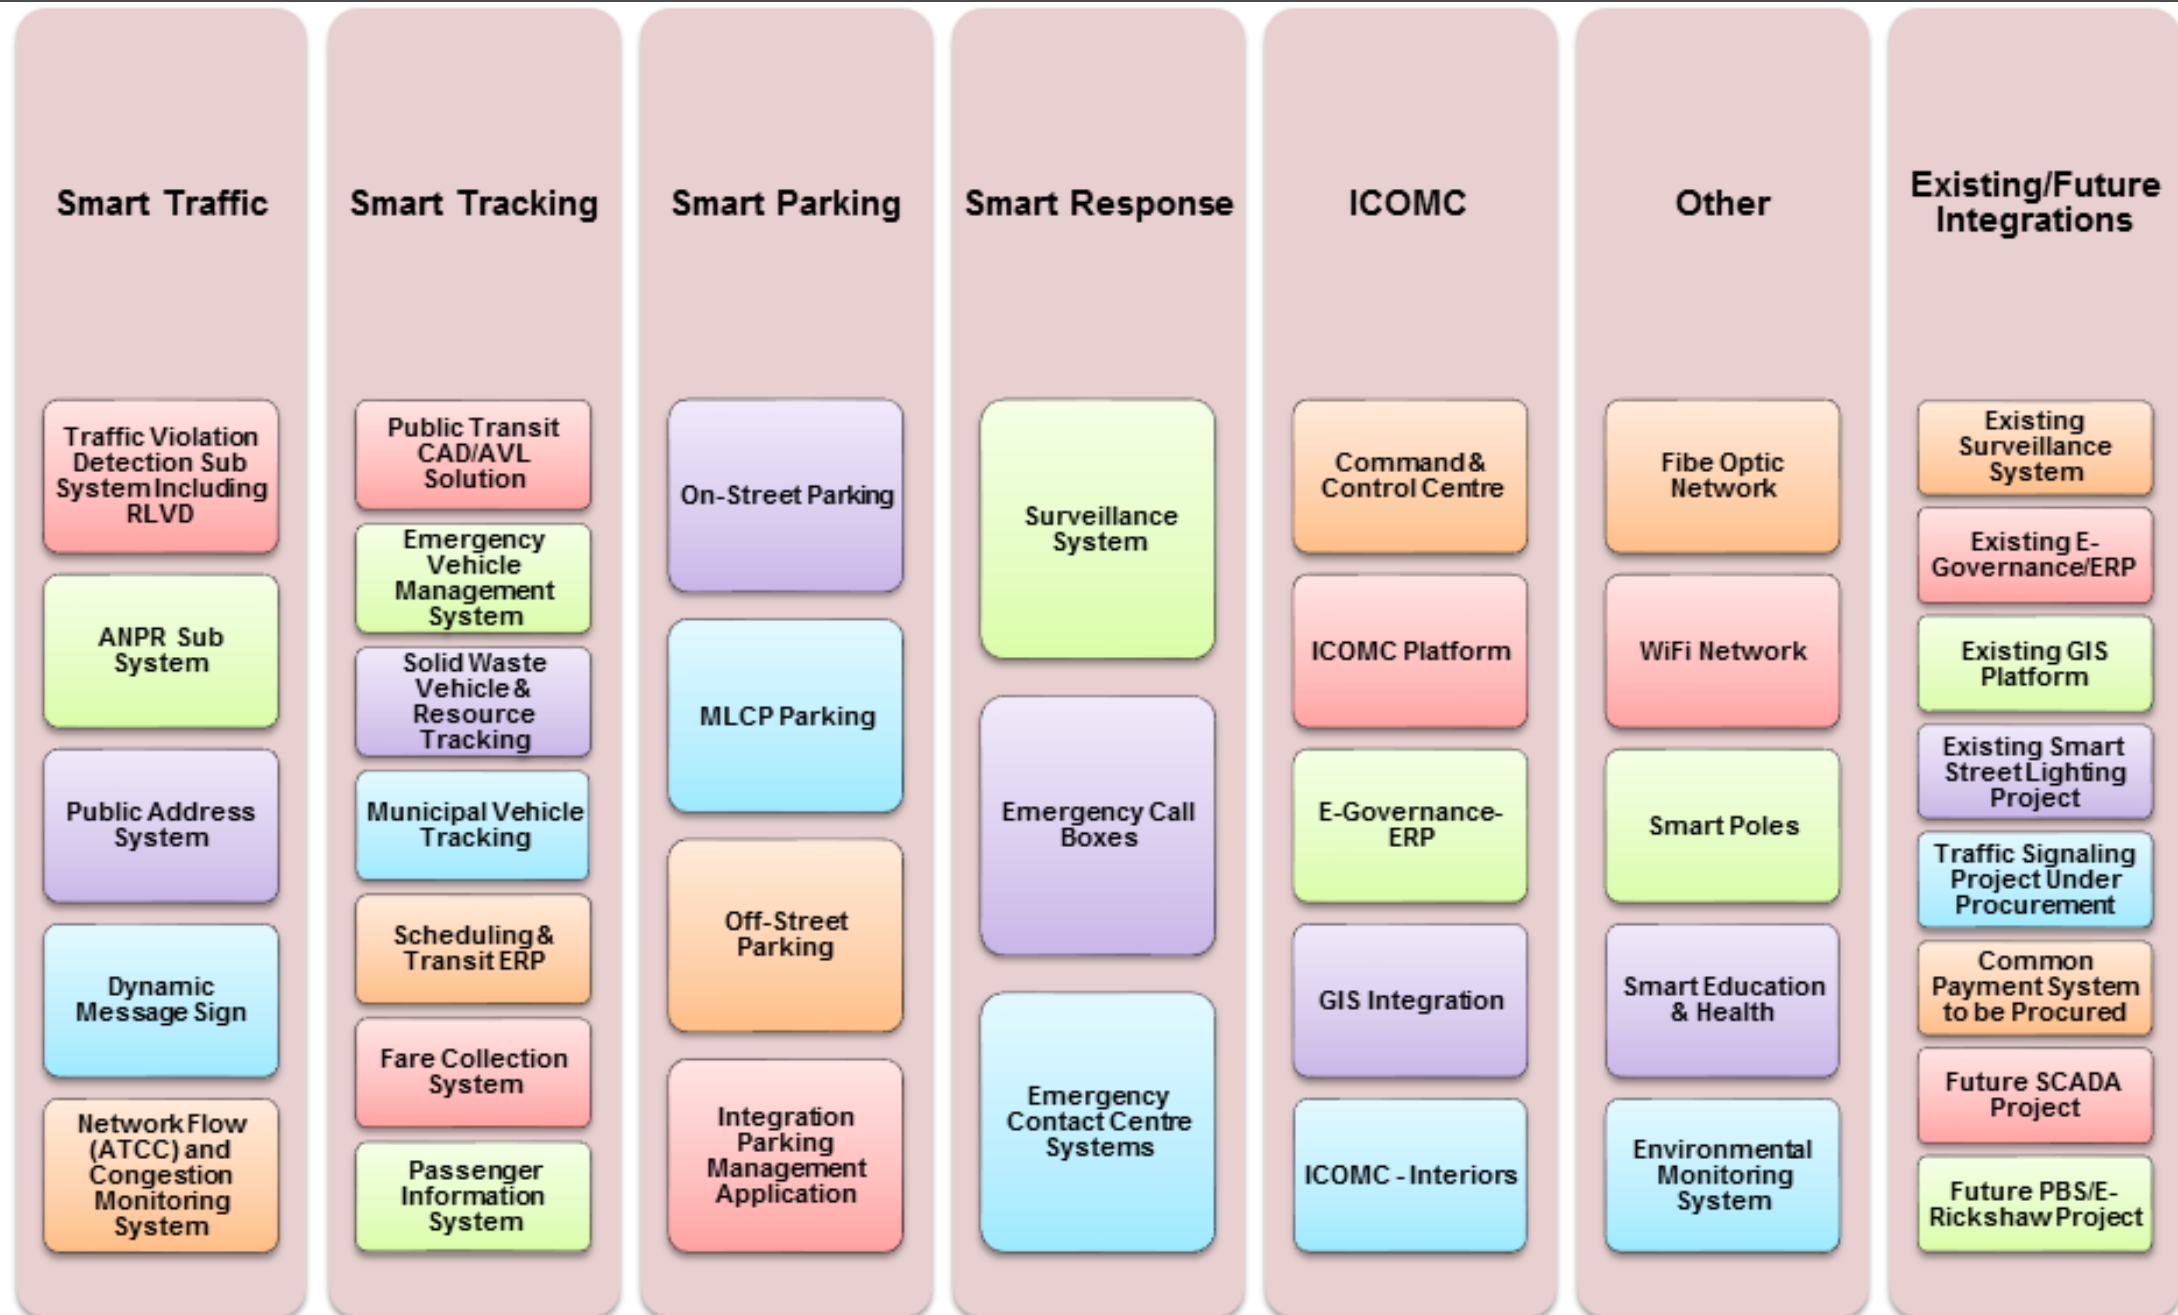 Smart Traffic
Traffic Violation
Detection Sub
System Including
RLVD
ANPR Sub
System
Public Address
System
Dynamic
Message Sign
Network Flow
(ATCC) and
Congestion
Monitoring
System
Smart Tracking
Public Transit
CAD/AVL
Solution
Emergency
Vehicle
Management
System
Solid Waste
Vehicle &
Resource
Tracking
Municipal Vehicle
Tracking
Scheduling &
Transit ERP
Fare Collection
System
Passenger
Information
System
Smart Parking
On-Street Parking
MLCP Parking
Off-Street
Parking
Integration
Parking
Management
Application
Smart Response
Surveillance
System
Emergency Call
Boxes
Emergency
Contact Centre
Systems
ICOMC
Command &
Control Centre
ICOMC Platform
E-Governance-
ERP
GIS Integration
ICOMC - Interiors
Other
Fibe Optic
Network
WiFi Network
Smart Poles
Smart Education
& Health
Environmental
Monitoring
System
Existing/Future
Integrations
Existing
Surveillance
System
Existing E-
Governance/ERP
Existing GIS
Platform
Existing Smart
Street Lighting
Project
Traffic Signaling
Project Under
Procurement
Common
Payment System
to be Procured
Future SCADA
Project
Future PBS/E-
Rickshaw Project